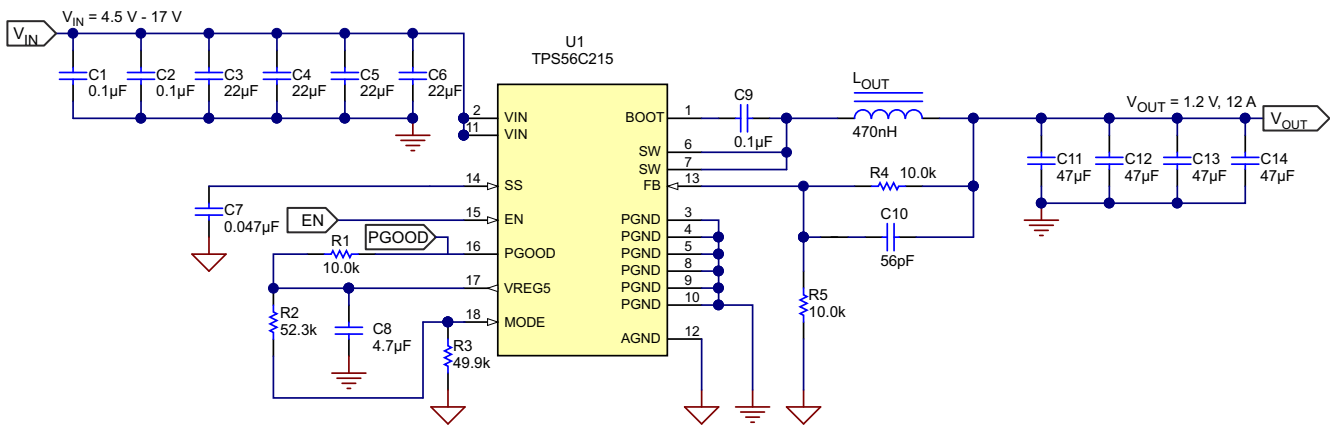 V_IN = 4.5 V - 17 V
V_IN
C1
0.1µF
C2
0.1µF
C3
22µF
C4
22µF
C5
22µF
C6
22µF
U1
TPS56C215
2 VIN
11 VIN
14 SS
15 EN
16 PGOOD
17 VREG5
18 MODE
BOOT 1
SW 6
SW 7
FB 13
PGND 3
PGND 4
PGND 5
PGND 8
PGND 9
PGND 10
AGND 12
C7
0.047µF
EN
PGOOD
R1
10.0k
R2
52.3k
C8
4.7µF
R3
49.9k
C9
0.1µF
L_OUT
470nH
R4 10.0k
C10
56pF
R5
10.0k
V_OUT = 1.2 V, 12 A
V_OUT
C11
47µF
C12
47µF
C13
47µF
C14
47µF